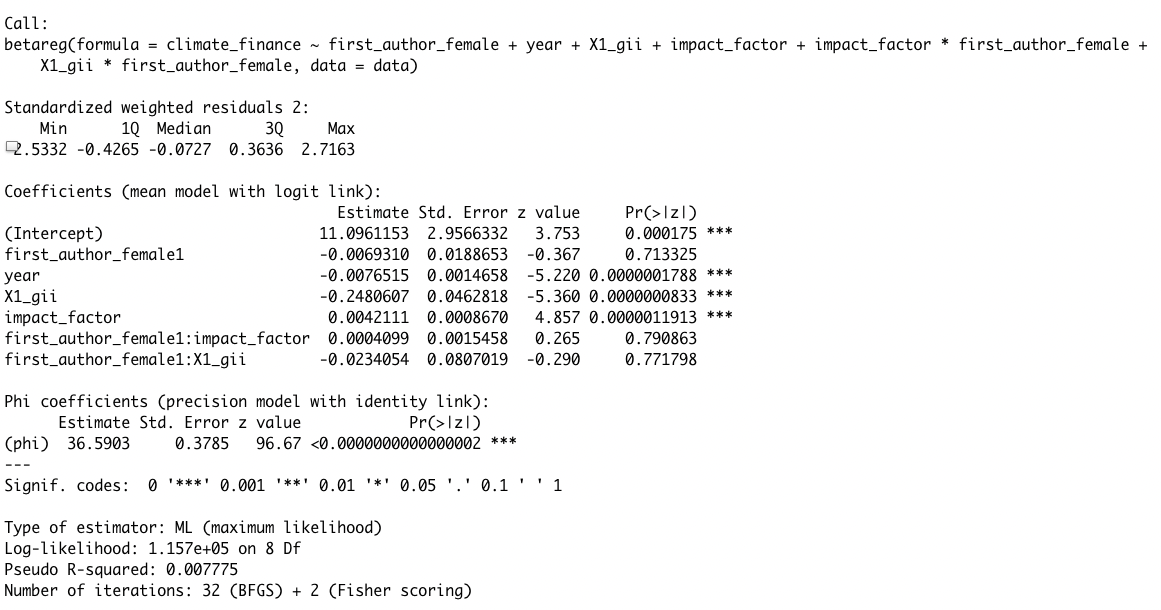 Call:
betareg(formula = climate_finance ~ first_author_female + year + X1_gii + impact_factor + impact_factor * first_author_female +
    X1_gii * first_author_female, data = data)
Standardized weighted residuals 2:
    Min      1Q  Median      3Q     Max
2.5332 -0.4265 -0.0727  0.3636  2.7163
Coefficients (mean model with logit link):
                                    Estimate Std. Error z value     Pr(>|z|)
(Intercept)                       11.0961153  2.9566332   3.753     0.000175 ***
first_author_female1              -0.0069310  0.0188653  -0.367     0.713325
year                              -0.0076515  0.0014658  -5.220 0.0000001788 ***
X1_gii                            -0.2480607  0.0462818  -5.360 0.0000000833 ***
impact_factor                      0.0042111  0.0008670   4.857 0.0000011913 ***
first_author_female1:impact_factor  0.0004099  0.0015458   0.265     0.790863
first_author_female1:X1_gii       -0.0234054  0.0807019  -0.290     0.771798
Phi coefficients (precision model with identity link):
      Estimate Std. Error z value            Pr(>|z|)
(phi)  36.5903     0.3785   96.67 <0.0000000000000002 ***
---
Signif. codes:  0 '***' 0.001 '**' 0.01 '*' 0.05 '.' 0.1 ' ' 1
Type of estimator: ML (maximum likelihood)
Log-likelihood: 1.157e+05 on 8 Df
Pseudo R-squared: 0.007775
Number of iterations: 32 (BFGS) + 2 (Fisher scoring)